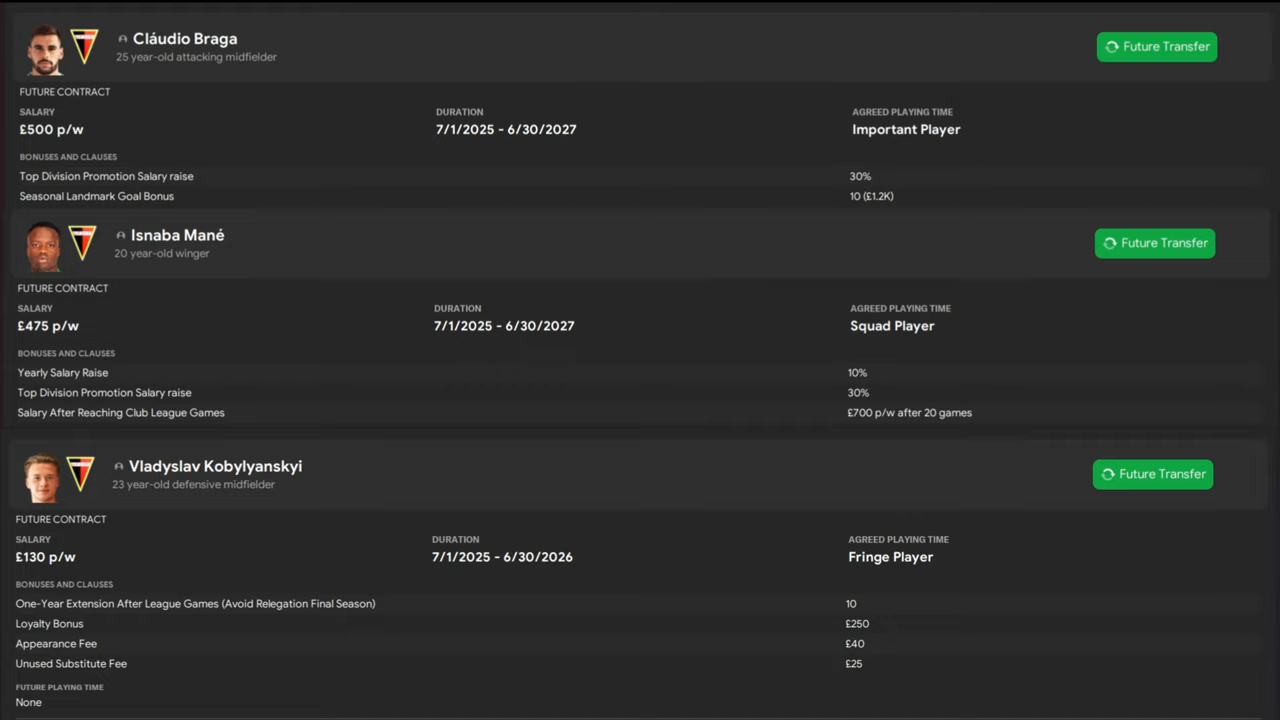 Cláudio Braga
25 year-old attacking midfielder
Future Transfer
FUTURE CONTRACT
SALARY DURATION AGREED PLAYING TIME
£500 p/w 7/1/2025 - 6/30/2027 Important Player
BONUSES AND CLAUSES
Top Division Promotion Salary raise 30%
Seasonal Landmark Goal Bonus 10 (£1.2K)
Isnaba Mané
20 year-old winger
Future Transfer
FUTURE CONTRACT
SALARY DURATION AGREED PLAYING TIME
£475 p/w 7/1/2025 - 6/30/2027 Squad Player
BONUSES AND CLAUSES
Yearly Salary Raise 10%
Top Division Promotion Salary raise 30%
Salary After Reaching Club League Games £700 p/w after 20 games
Vladyslav Kobylyanskyi
23 year-old defensive midfielder
Future Transfer
FUTURE CONTRACT
SALARY DURATION AGREED PLAYING TIME
£130 p/w 7/1/2025 - 6/30/2026 Fringe Player
BONUSES AND CLAUSES
One-Year Extension After League Games (Avoid Relegation Final Season) 10
Loyalty Bonus £250
Appearance Fee £40
Unused Substitute Fee £25
FUTURE PLAYING TIME
None